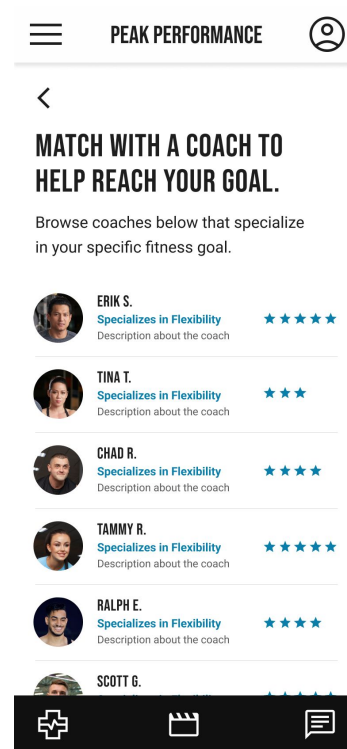 PEAK PERFORMANCE
MATCH WITH A COACH TO
HELP REACH YOUR GOAL.
Browse coaches below that specialize
in your specific fitness goal.
ERIK S.
Specializes in Flexibility
Description about the coach
TINA T.
Specializes in Flexibility
Description about the coach
CHAD R.
Specializes in Flexibility
Description about the coach
TAMMY R.
Specializes in Flexibility
Description about the coach
RALPH E.
Specializes in Flexibility
Description about the coach
SCOTT G.